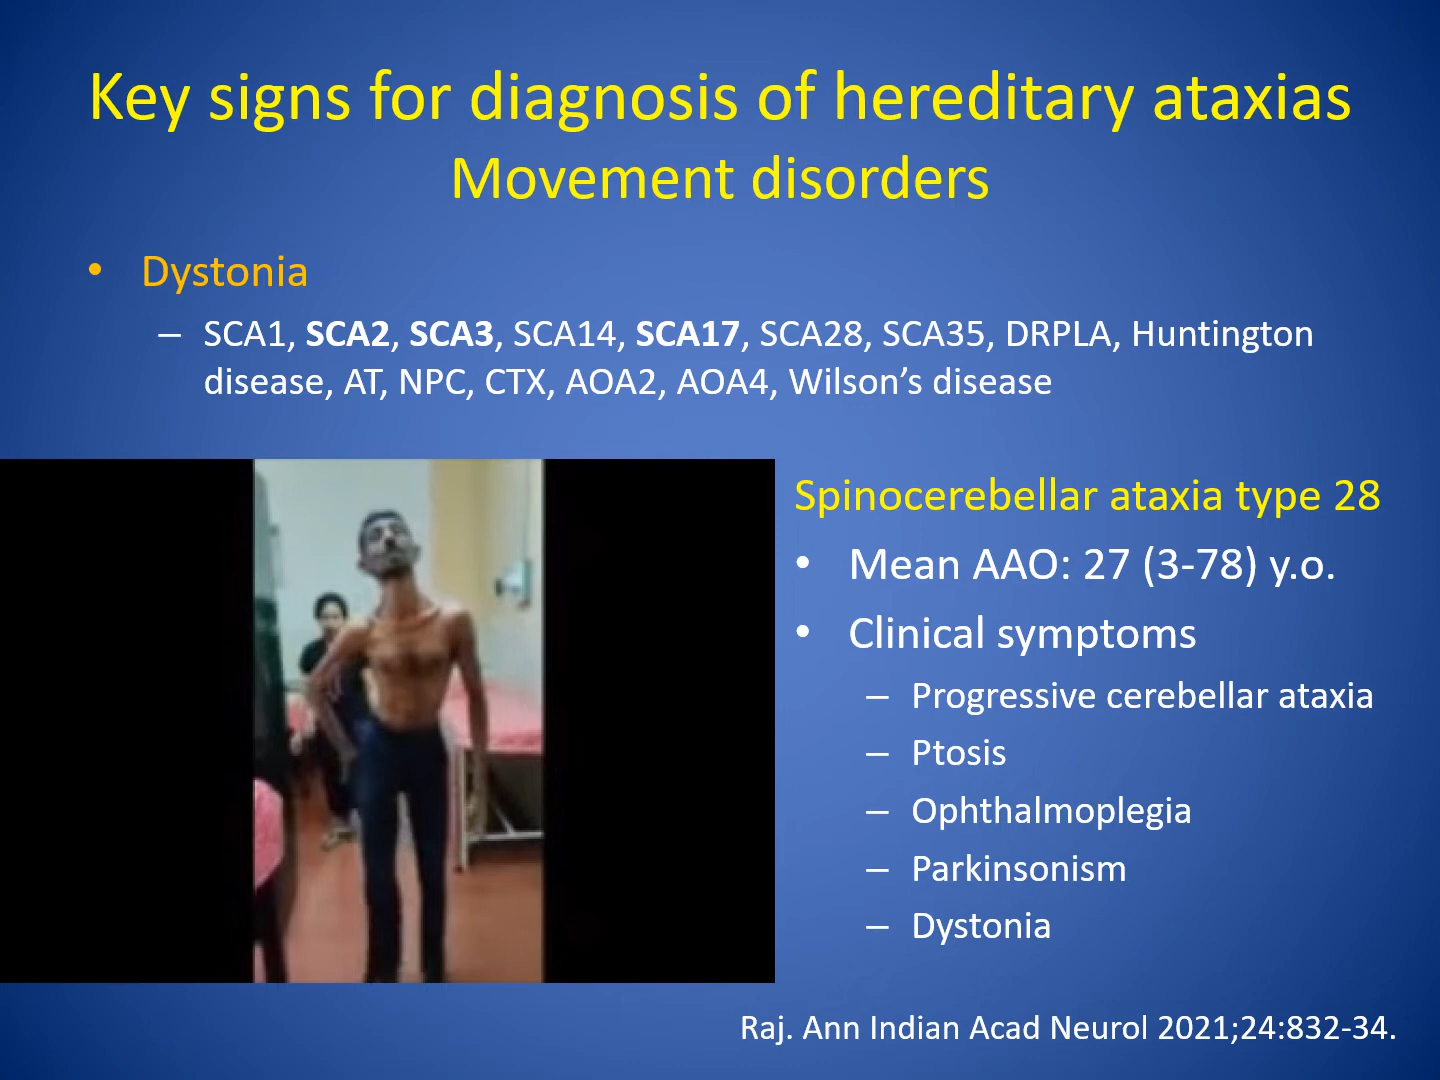 Key signs for diagnosis of hereditary ataxias
Movement disorders
• Dystonia
– SCA1, SCA2, SCA3, SCA14, SCA17, SCA28, SCA35, DRPLA, Huntington
disease, AT, NPC, CTX, AOA2, AOA4, Wilson’s disease
Spinocerebellar ataxia type 28
• Mean AAO: 27 (3-78) y.o.
• Clinical symptoms
– Progressive cerebellar ataxia
– Ptosis
– Ophthalmoplegia
– Parkinsonism
– Dystonia
Raj. Ann Indian Acad Neurol 2021;24:832-34.